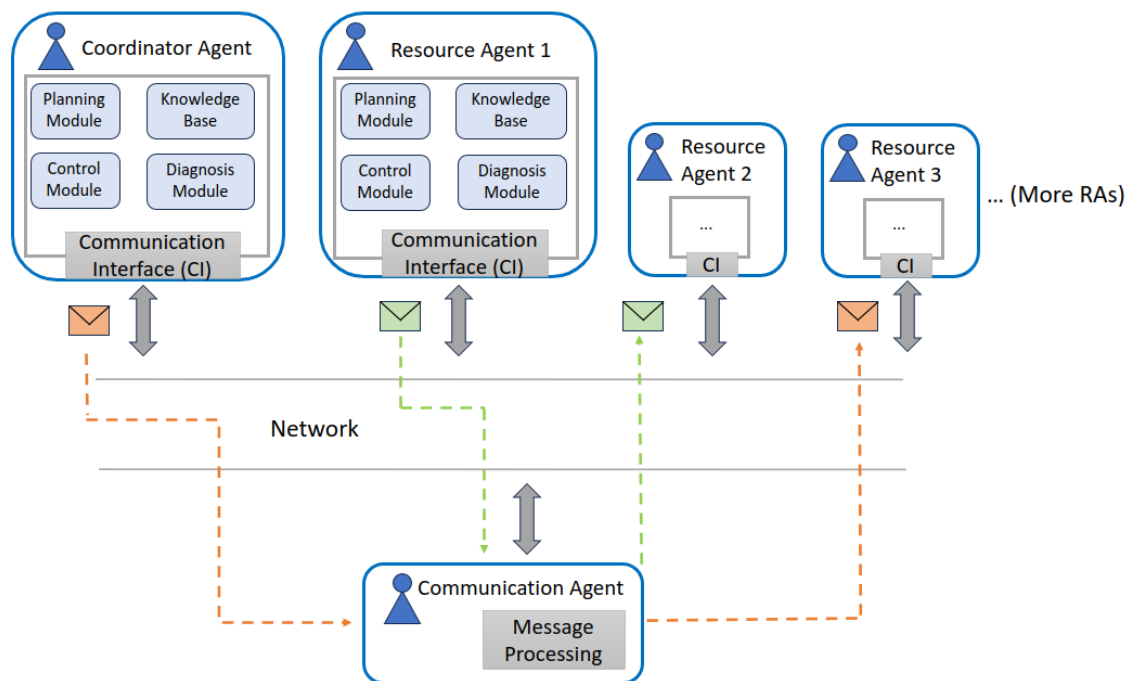 Coordinator Agent
Planning
Module
Knowledge
Base
Control
Module
Diagnosis
Module
Communication
Interface (CI)
Resource Agent 1
Planning
Module
Knowledge
Base
Control
Module
Diagnosis
Module
Communication
Interface (CI)
Resource
Agent 2
...
CI
Resource
Agent 3
...
CI
... (More RAs)
Network
Communication Agent
Message
Processing